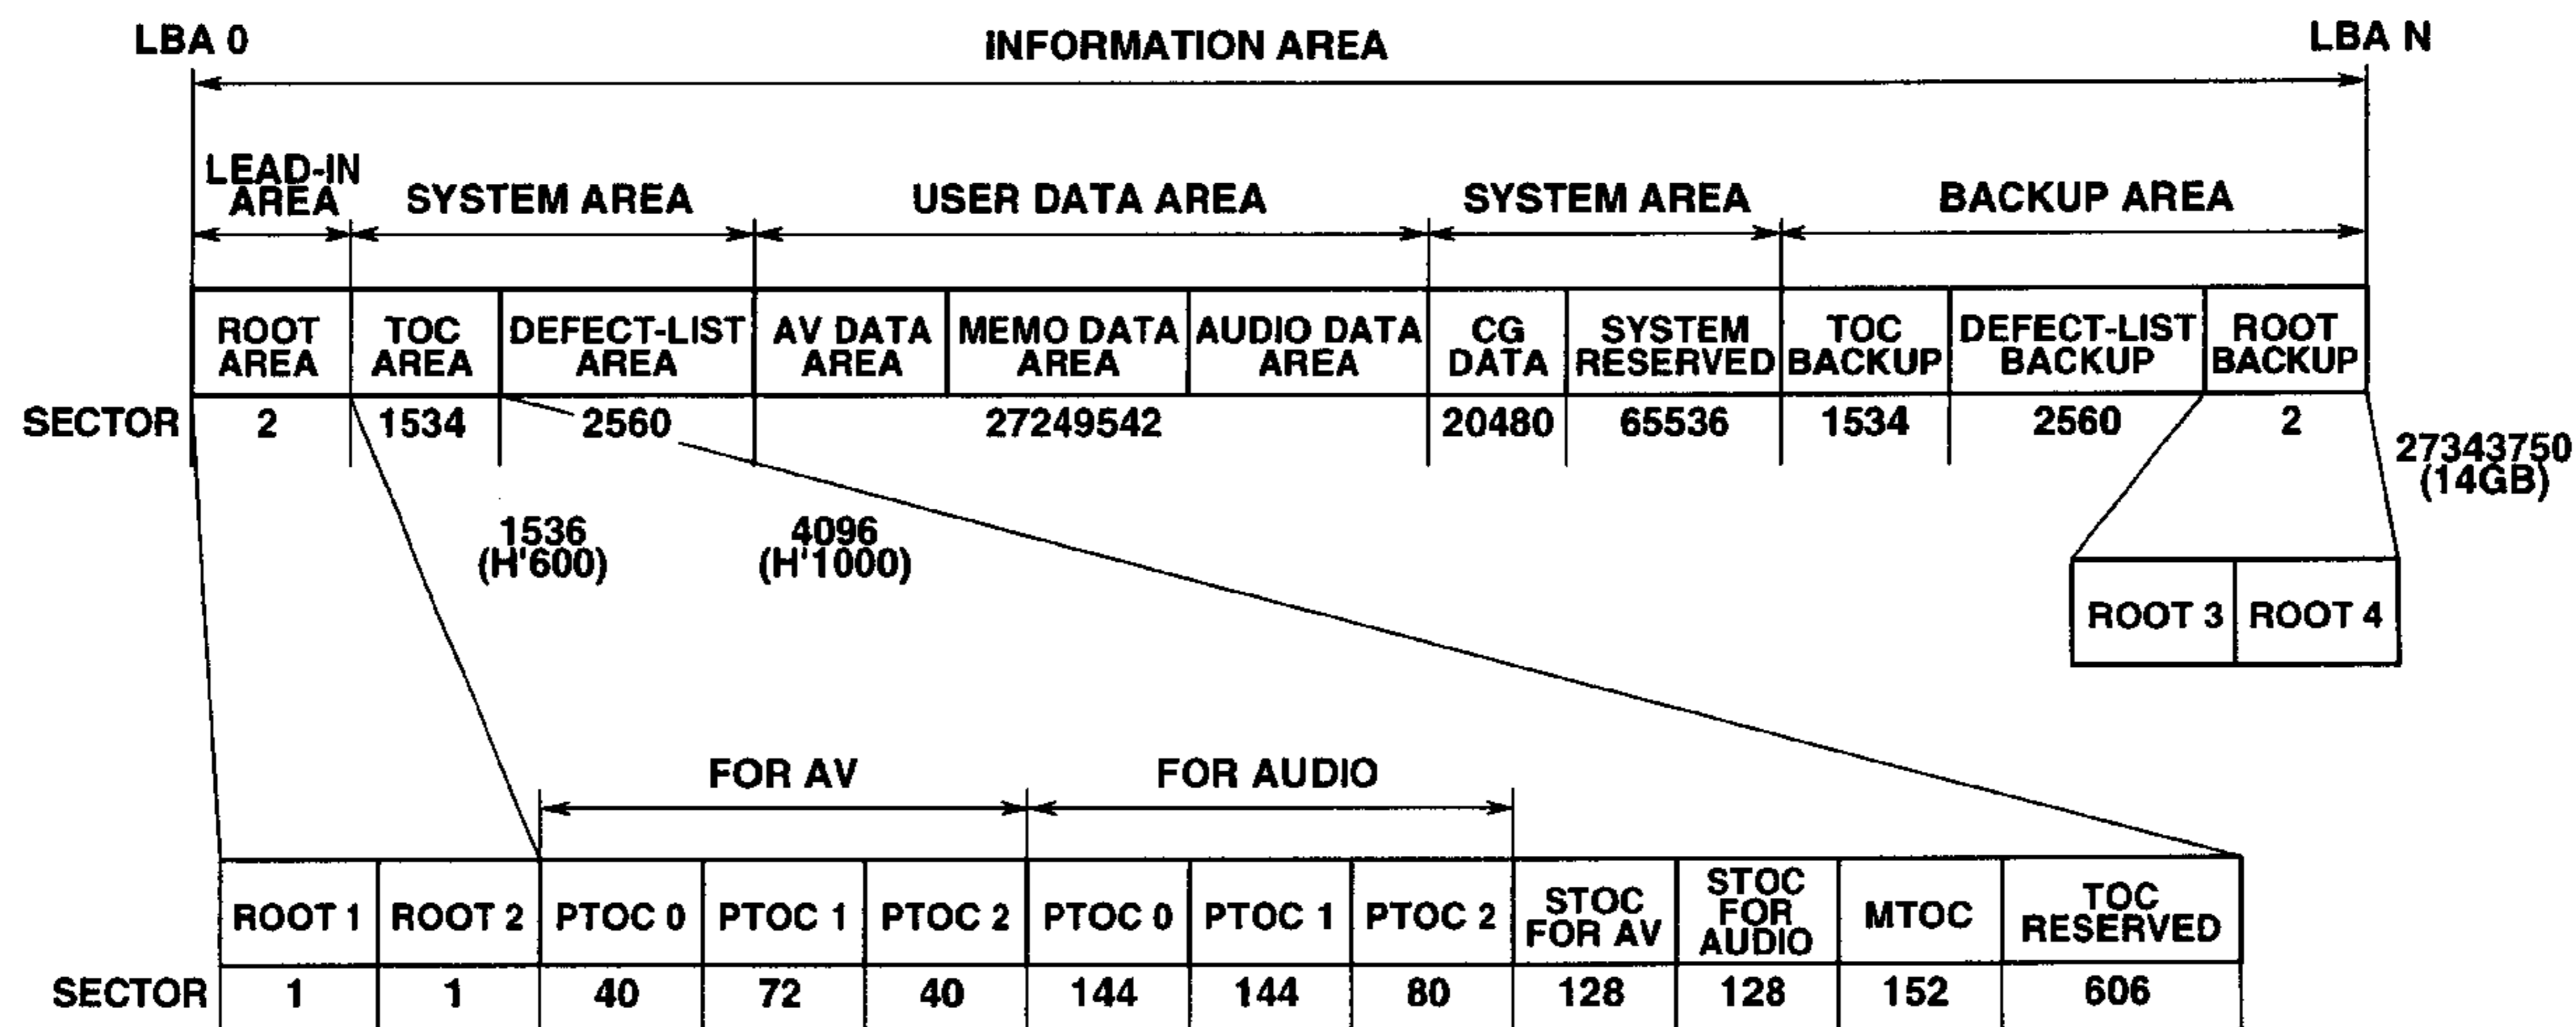 LBA 0
INFORMATION AREA
LBA N
LEAD-IN
AREA
SYSTEM AREA
USER DATA AREA
SYSTEM AREA
BACKUP AREA
ROOT
AREA
TOC
AREA
DEFECT-LIST
AREA
AV DATA
AREA
MEMO DATA
AREA
AUDIO DATA
AREA
CG
DATA
SYSTEM
RESERVED
TOC
BACKUP
DEFECT-LIST
BACKUP
ROOT
BACKUP
SECTOR 2 1534 2560 27249542 20480 65536 1534 2560 2
27343750
(14GB)
1536
(H'600)
4096
(H'1000)
ROOT 3 ROOT 4
FOR AV
FOR AUDIO
ROOT 1
ROOT 2
PTOC 0
PTOC 1
PTOC 2
PTOC 0
PTOC 1
PTOC 2
STOC
FOR AV
STOC
FOR
AUDIO
MTOC
TOC
RESERVED
SECTOR 1 1 40 72 40 144 144 80 128 128 152 606